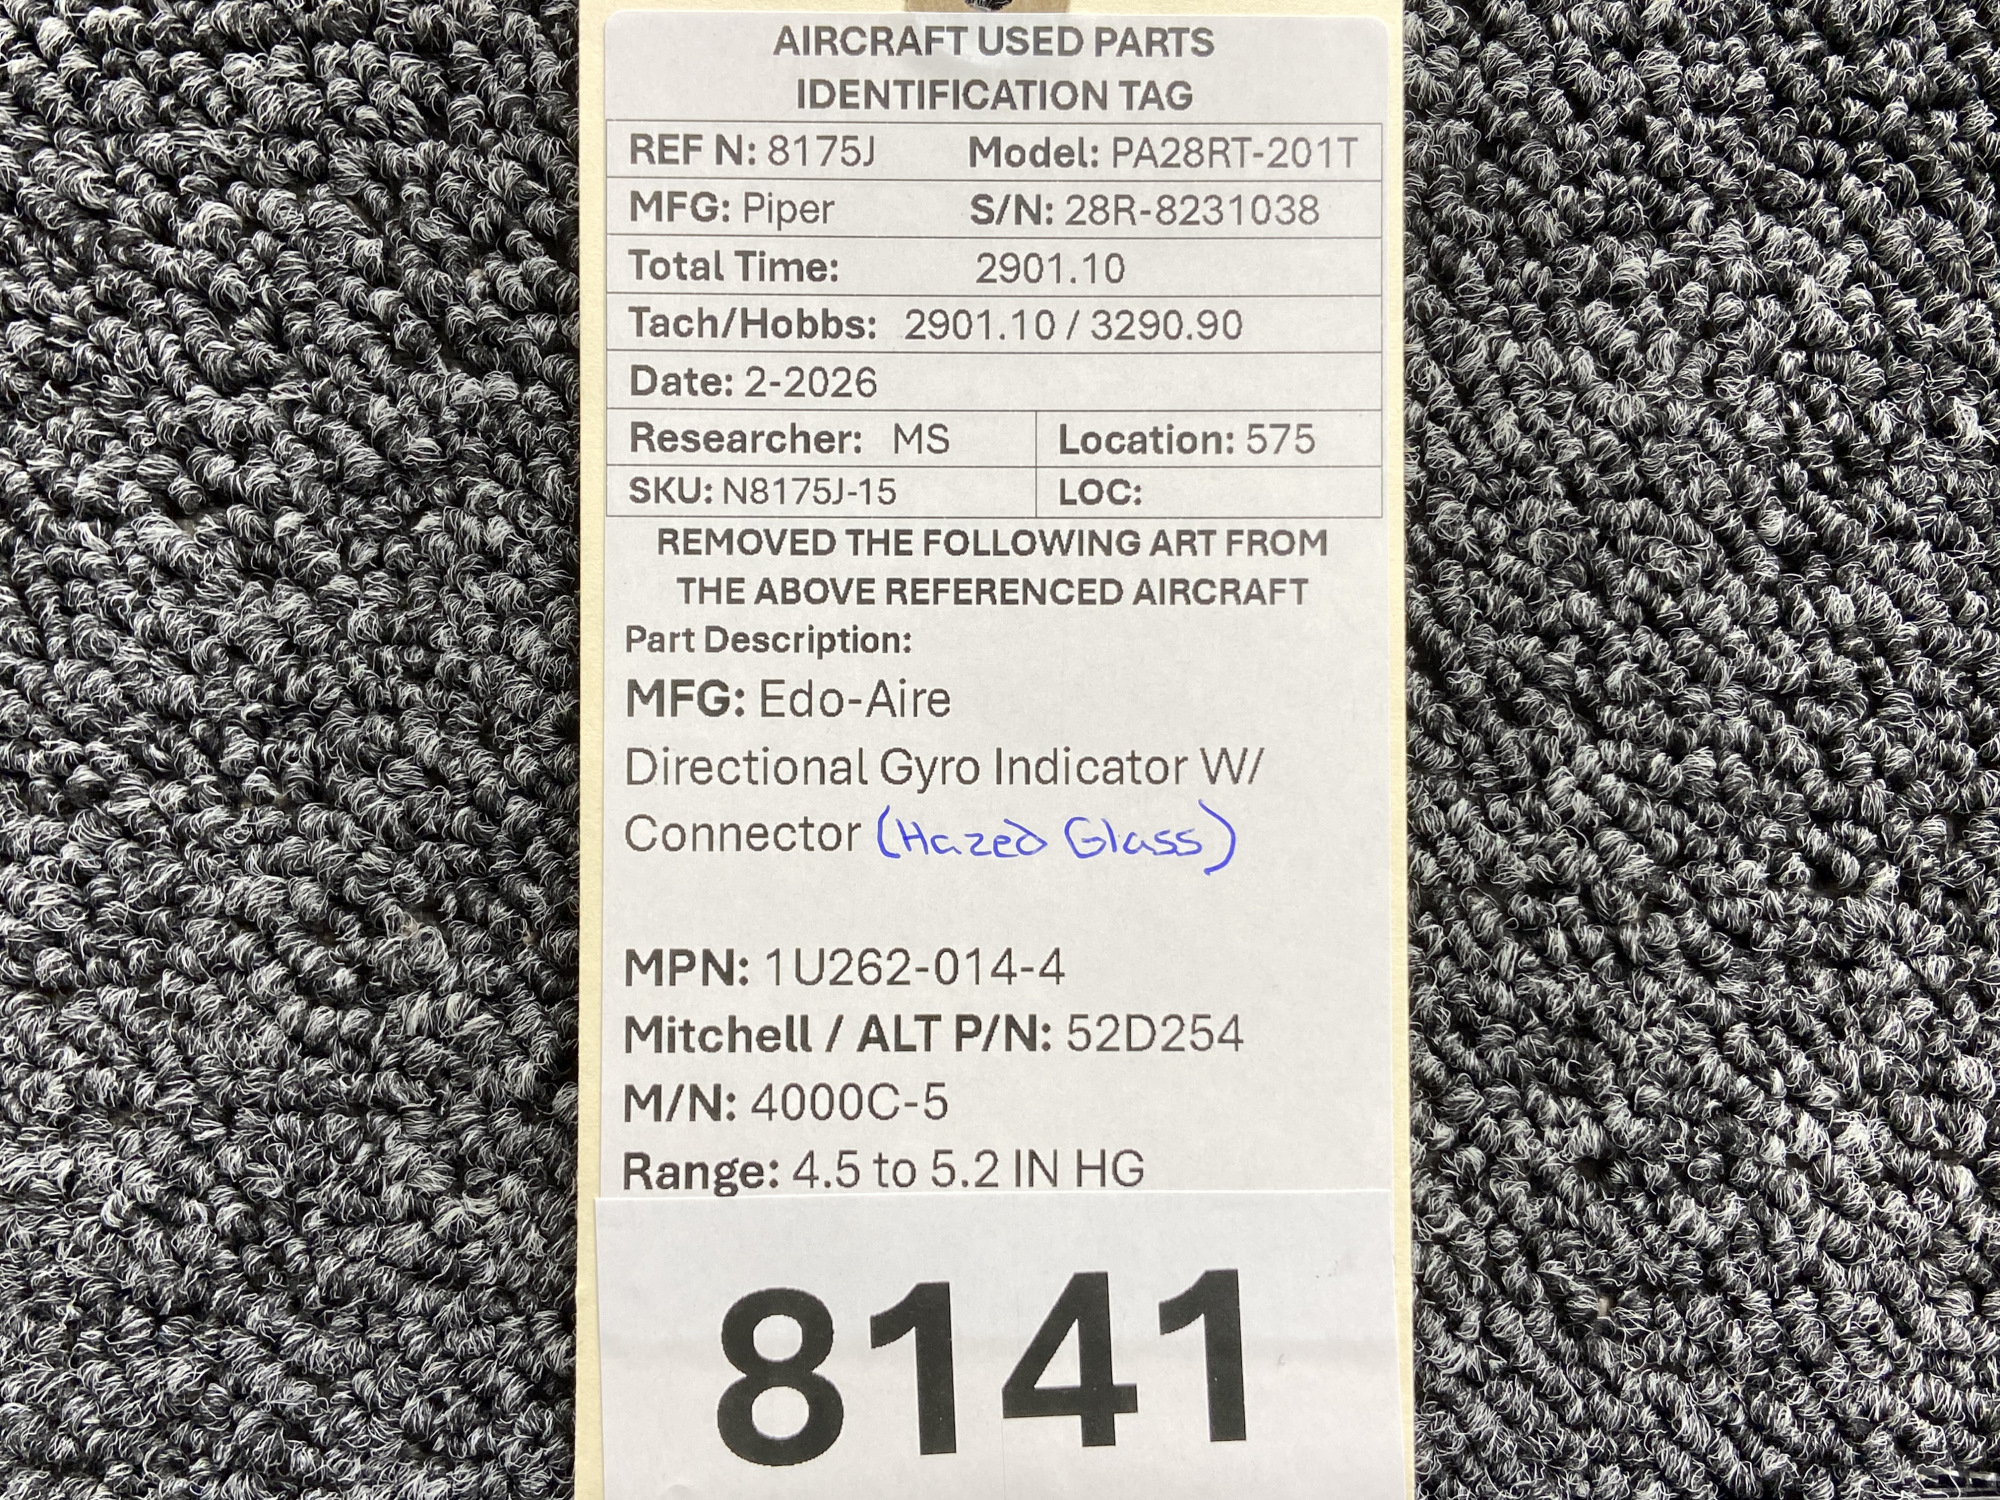 AIRCRAFT USED PARTS
IDENTIFICATION TAG
REF N: 8175J Model: PA28RT-201T
MFG: Piper S/N: 28R-8231038
Total Time: 2901.10
Tach/Hobbs: 2901.10 / 3290.90
Date: 2-2026
Researcher: MS Location: 575
SKU: N8175J-15 LOC:
REMOVED THE FOLLOWING ART FROM
THE ABOVE REFERENCED AIRCRAFT
Part Description:
MFG: Edo-Aire
Directional Gyro Indicator W/
Connector (Hazed Glass)
MPN: 1U262-014-4
Mitchell / ALT P/N: 52D254
M/N: 4000C-5
Range: 4.5 to 5.2 IN HG
8141